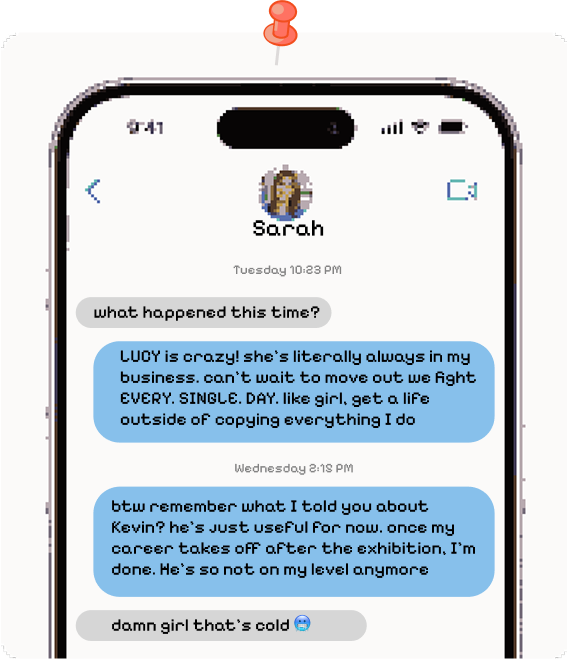 9:41
Sarah
Tuesday 10:23 PM
what happened this time?
LUCY is crazy! she's literally always in my
business. can't wait to move out we fight
EVERY. SINGLE. DAY. like girl, get a life
outside of copying everything I do
Wednesday 2:18 PM
btw remember what I told you about
Kevin? he's just useful for now. once my
career takes off after the exhibition, I'm
done. He's so not on my level anymore
damn girl that's cold 🥶